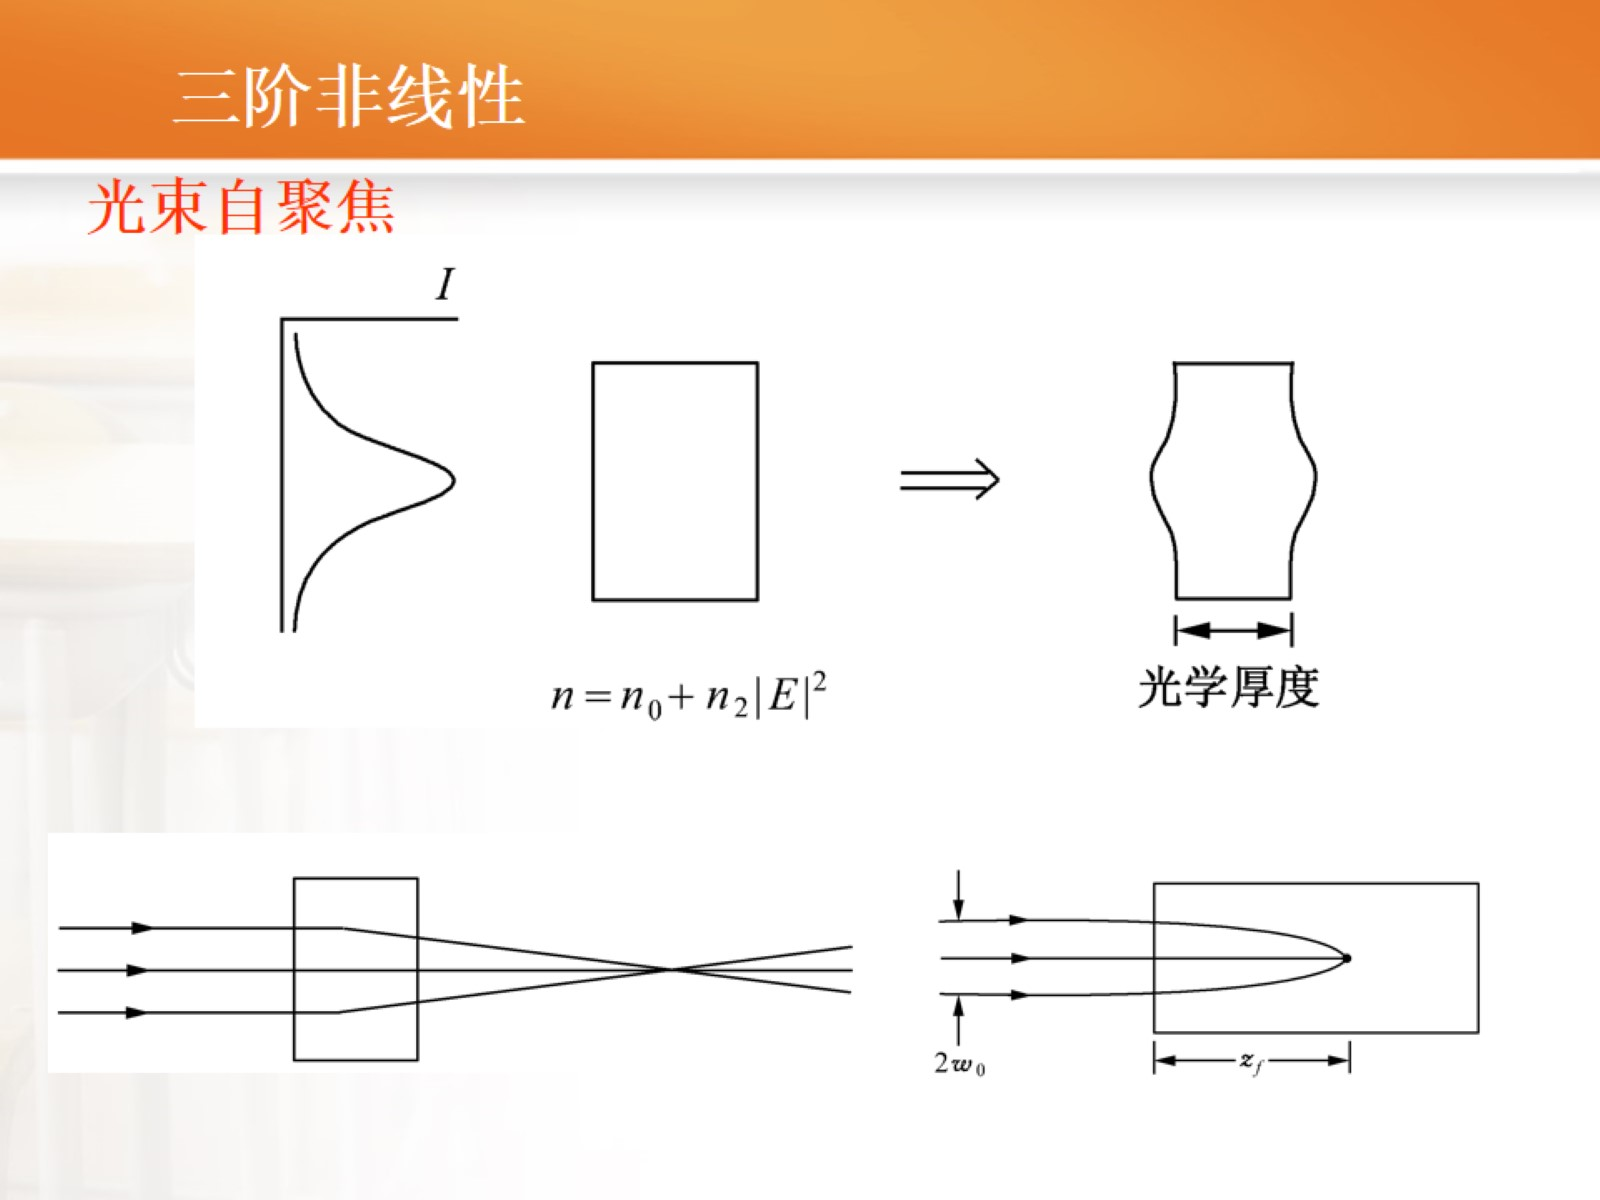 三阶非线性
光束自聚焦
I
n = n₀ + n₂|E|²
光学厚度
2w₀
z_f